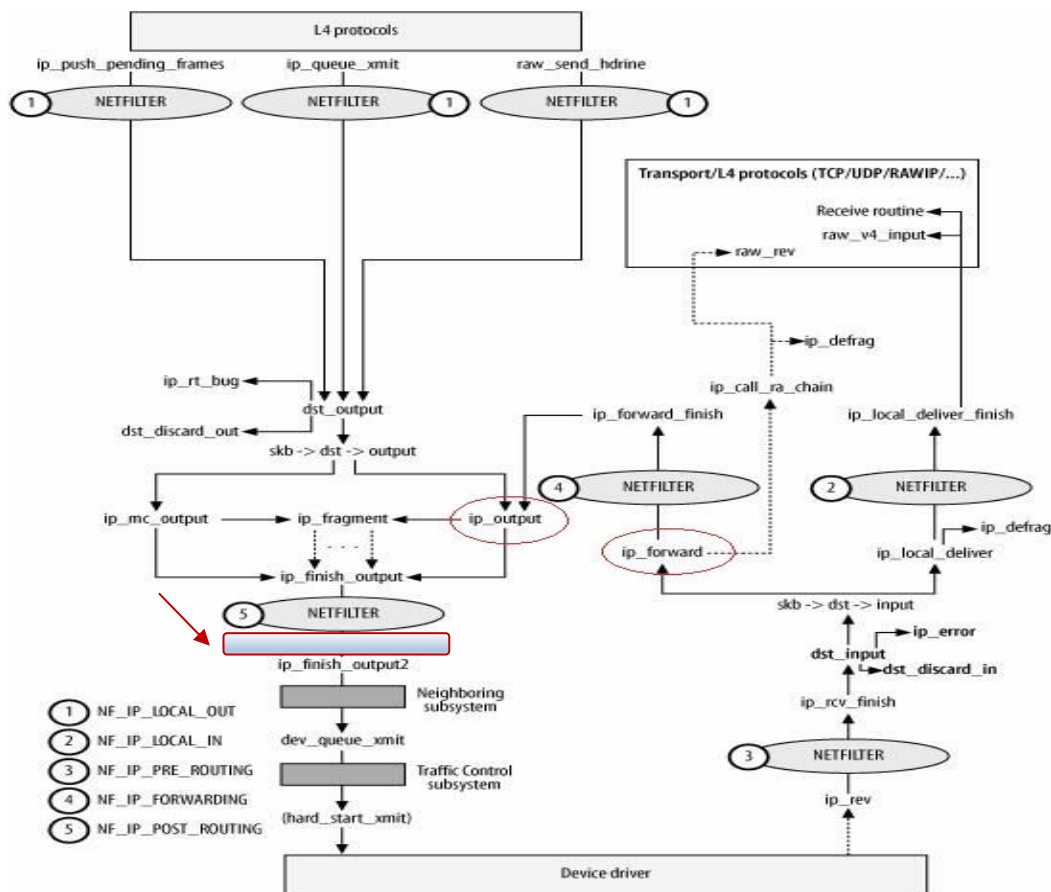 L4 protocols
ip_push_pending_frames
ip_queue_xmit
raw_send_hdrine
1
NETFILTER
NETFILTER
1
NETFILTER
1
Transport/L4 protocols (TCP/UDP/RAWIP/...)
Receive routine
raw_v4_input
raw_rev
ip_defrag
ip_rt_bug
ip_call_ra_chain
dst_output
ip_forward_finish
ip_local_deliver_finish
dst_discard_out
skb -> dst -> output
4
NETFILTER
2
NETFILTER
ip_mc_output
ip_fragment
ip_output
ip_defrag
ip_forward
ip_local_deliver
. . .
ip_finish_output
skb -> dst -> input
5
NETFILTER
ip_error
dst_input
ip_finish_output2
dst_discard_in
Neighboring
subsystem
ip_rcv_finish
1 NF_IP_LOCAL_OUT
2 NF_IP_LOCAL_IN
3 NF_IP_PRE_ROUTING
4 NF_IP_FORWARDING
5 NF_IP_POST_ROUTING
dev_queue_xmit
3
NETFILTER
Traffic Control
subsystem
ip_rev
(hard_start_xmit)
Device driver